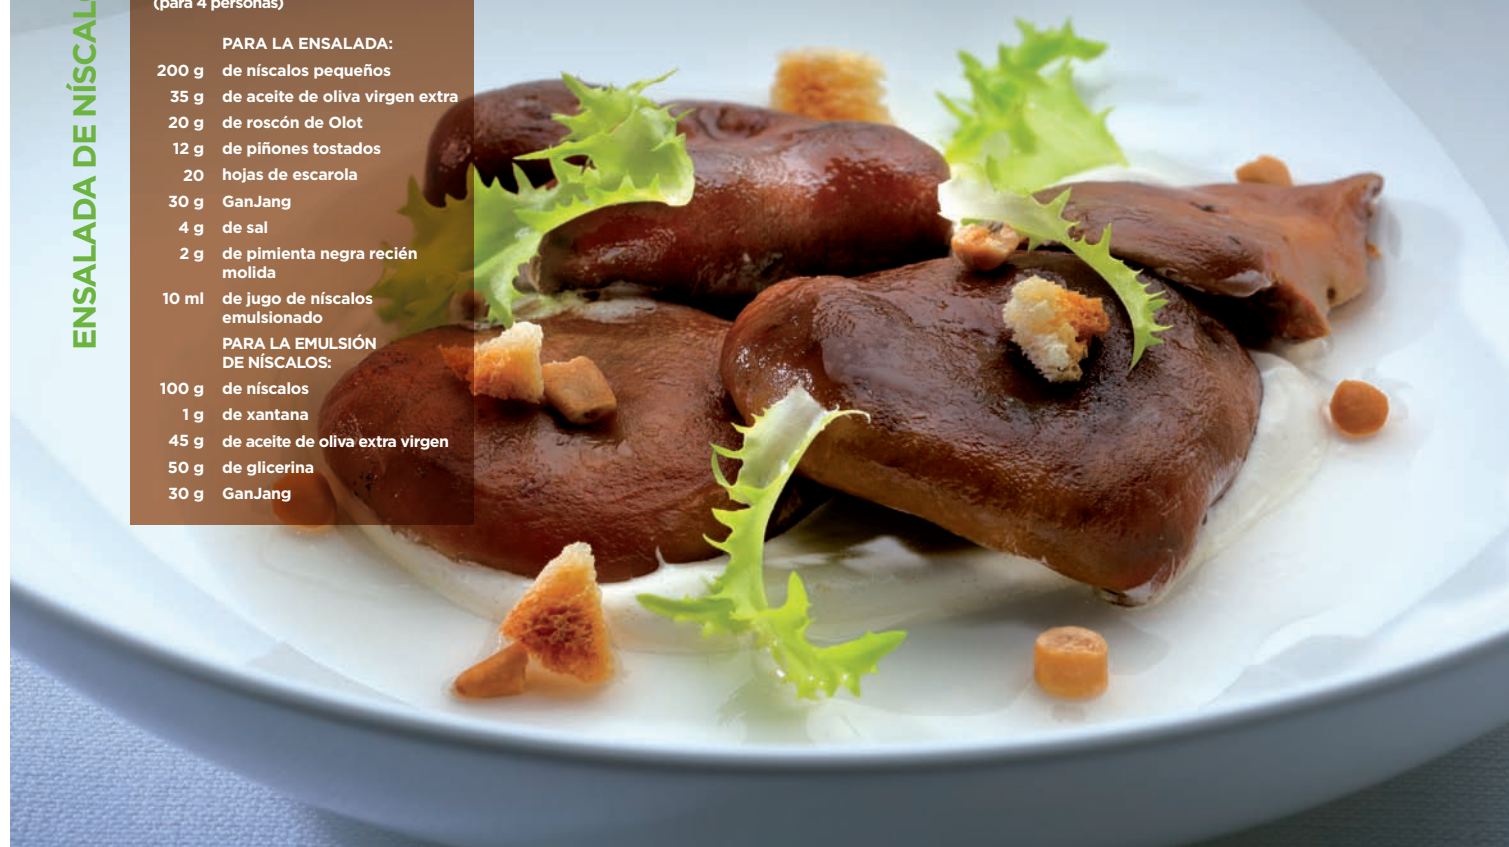 (para 4 personas)
PARA LA ENSALADA:
200 g de níscalos pequeños
35 g de aceite de oliva virgen extra
20 g de roscón de Olot
12 g de piñones tostados
20 hojas de escarola
30 g GanJang
4 g de sal
2 g de pimienta negra recién
molida
10 ml de jugo de níscalos
emulsionado
PARA LA EMULSIÓN
DE NÍSCALOS:
100 g de níscalos
1 g de xantana
45 g de aceite de oliva extra virgen
50 g de glicerina
30 g GanJang
ENSALADA DE